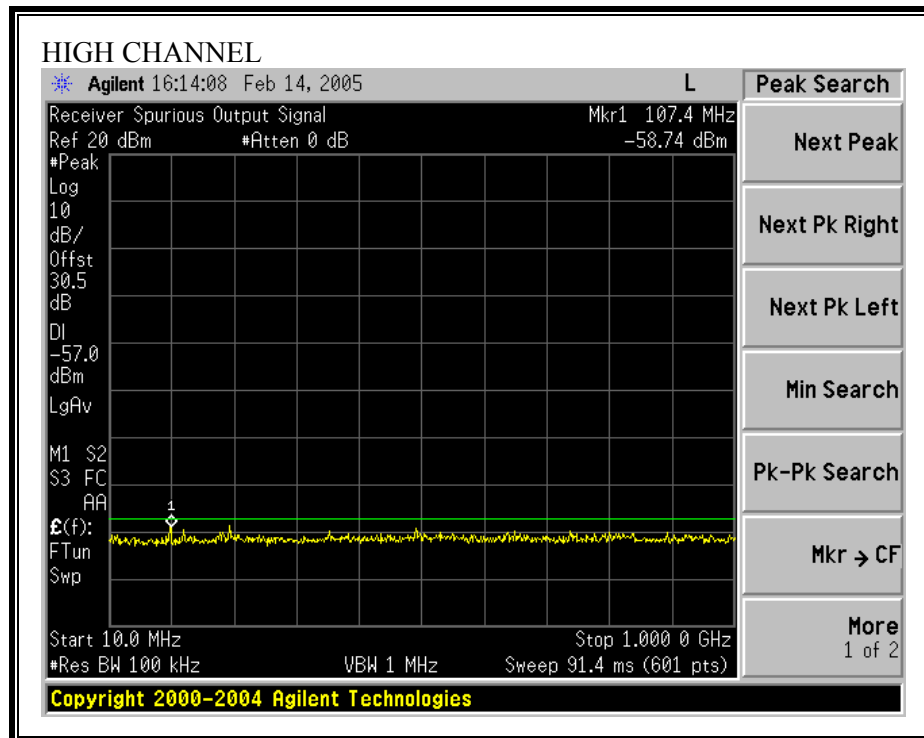 HIGH CHANNEL
Agilent 16:14:08 Feb 14, 2005 L
Peak Search
Receiver Spurious Output Signal Mkr1 107.4 MHz
Ref 20 dBm #Atten 0 dB -58.74 dBm
#Peak
Log
10
dB/
Offst
30.5
dB
DI
-57.0
dBm
LgAv
M1 S2
S3 FC
AA
£(f):
FTun
Swp
1
Start 10.0 MHz Stop 1.000 0 GHz
#Res BW 100 kHz VBW 1 MHz Sweep 91.4 ms (601 pts)
Next Peak
Next Pk Right
Next Pk Left
Min Search
Pk-Pk Search
Mkr → CF
More
1 of 2
Copyright 2000-2004 Agilent Technologies